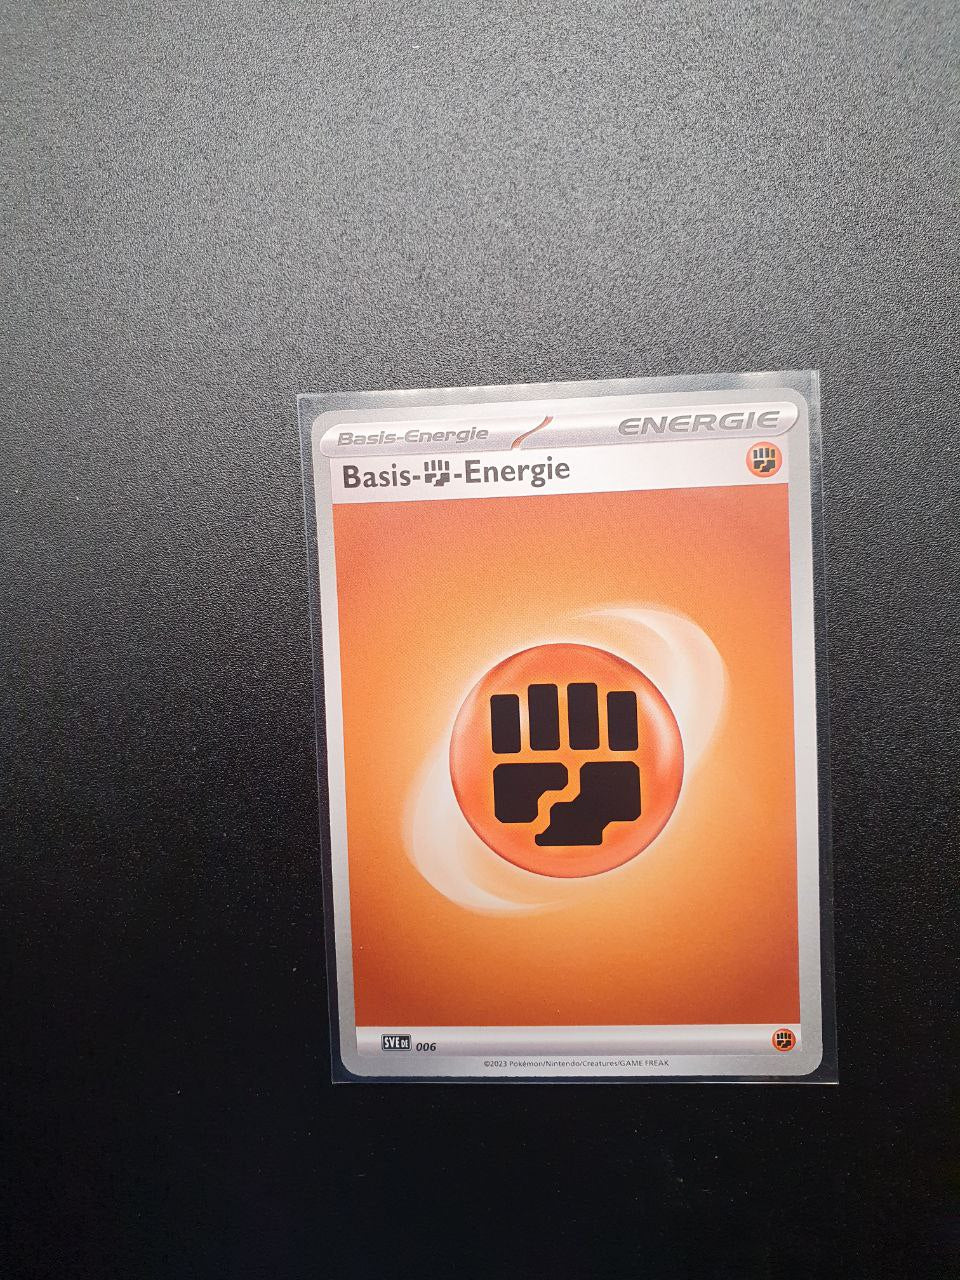 Basis-Energie ENERGIE
Basis--Energie
SVE DE 006
©2023 Pokémon/Nintendo/Creatures/GAME FREAK